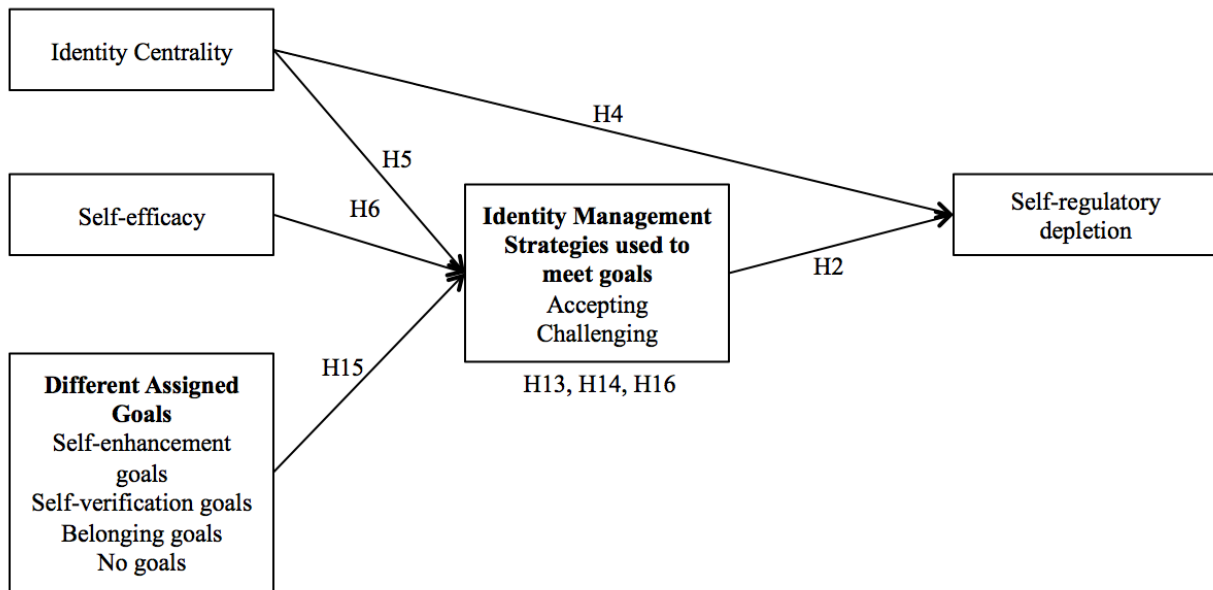 Identity Centrality
H4
H5
Self-efficacy
H6
Identity Management
Strategies used to
meet goals
Accepting
Challenging
Self-regulatory
depletion
H2
H15
H13, H14, H16
Different Assigned
Goals
Self-enhancement
goals
Self-verification goals
Belonging goals
No goals